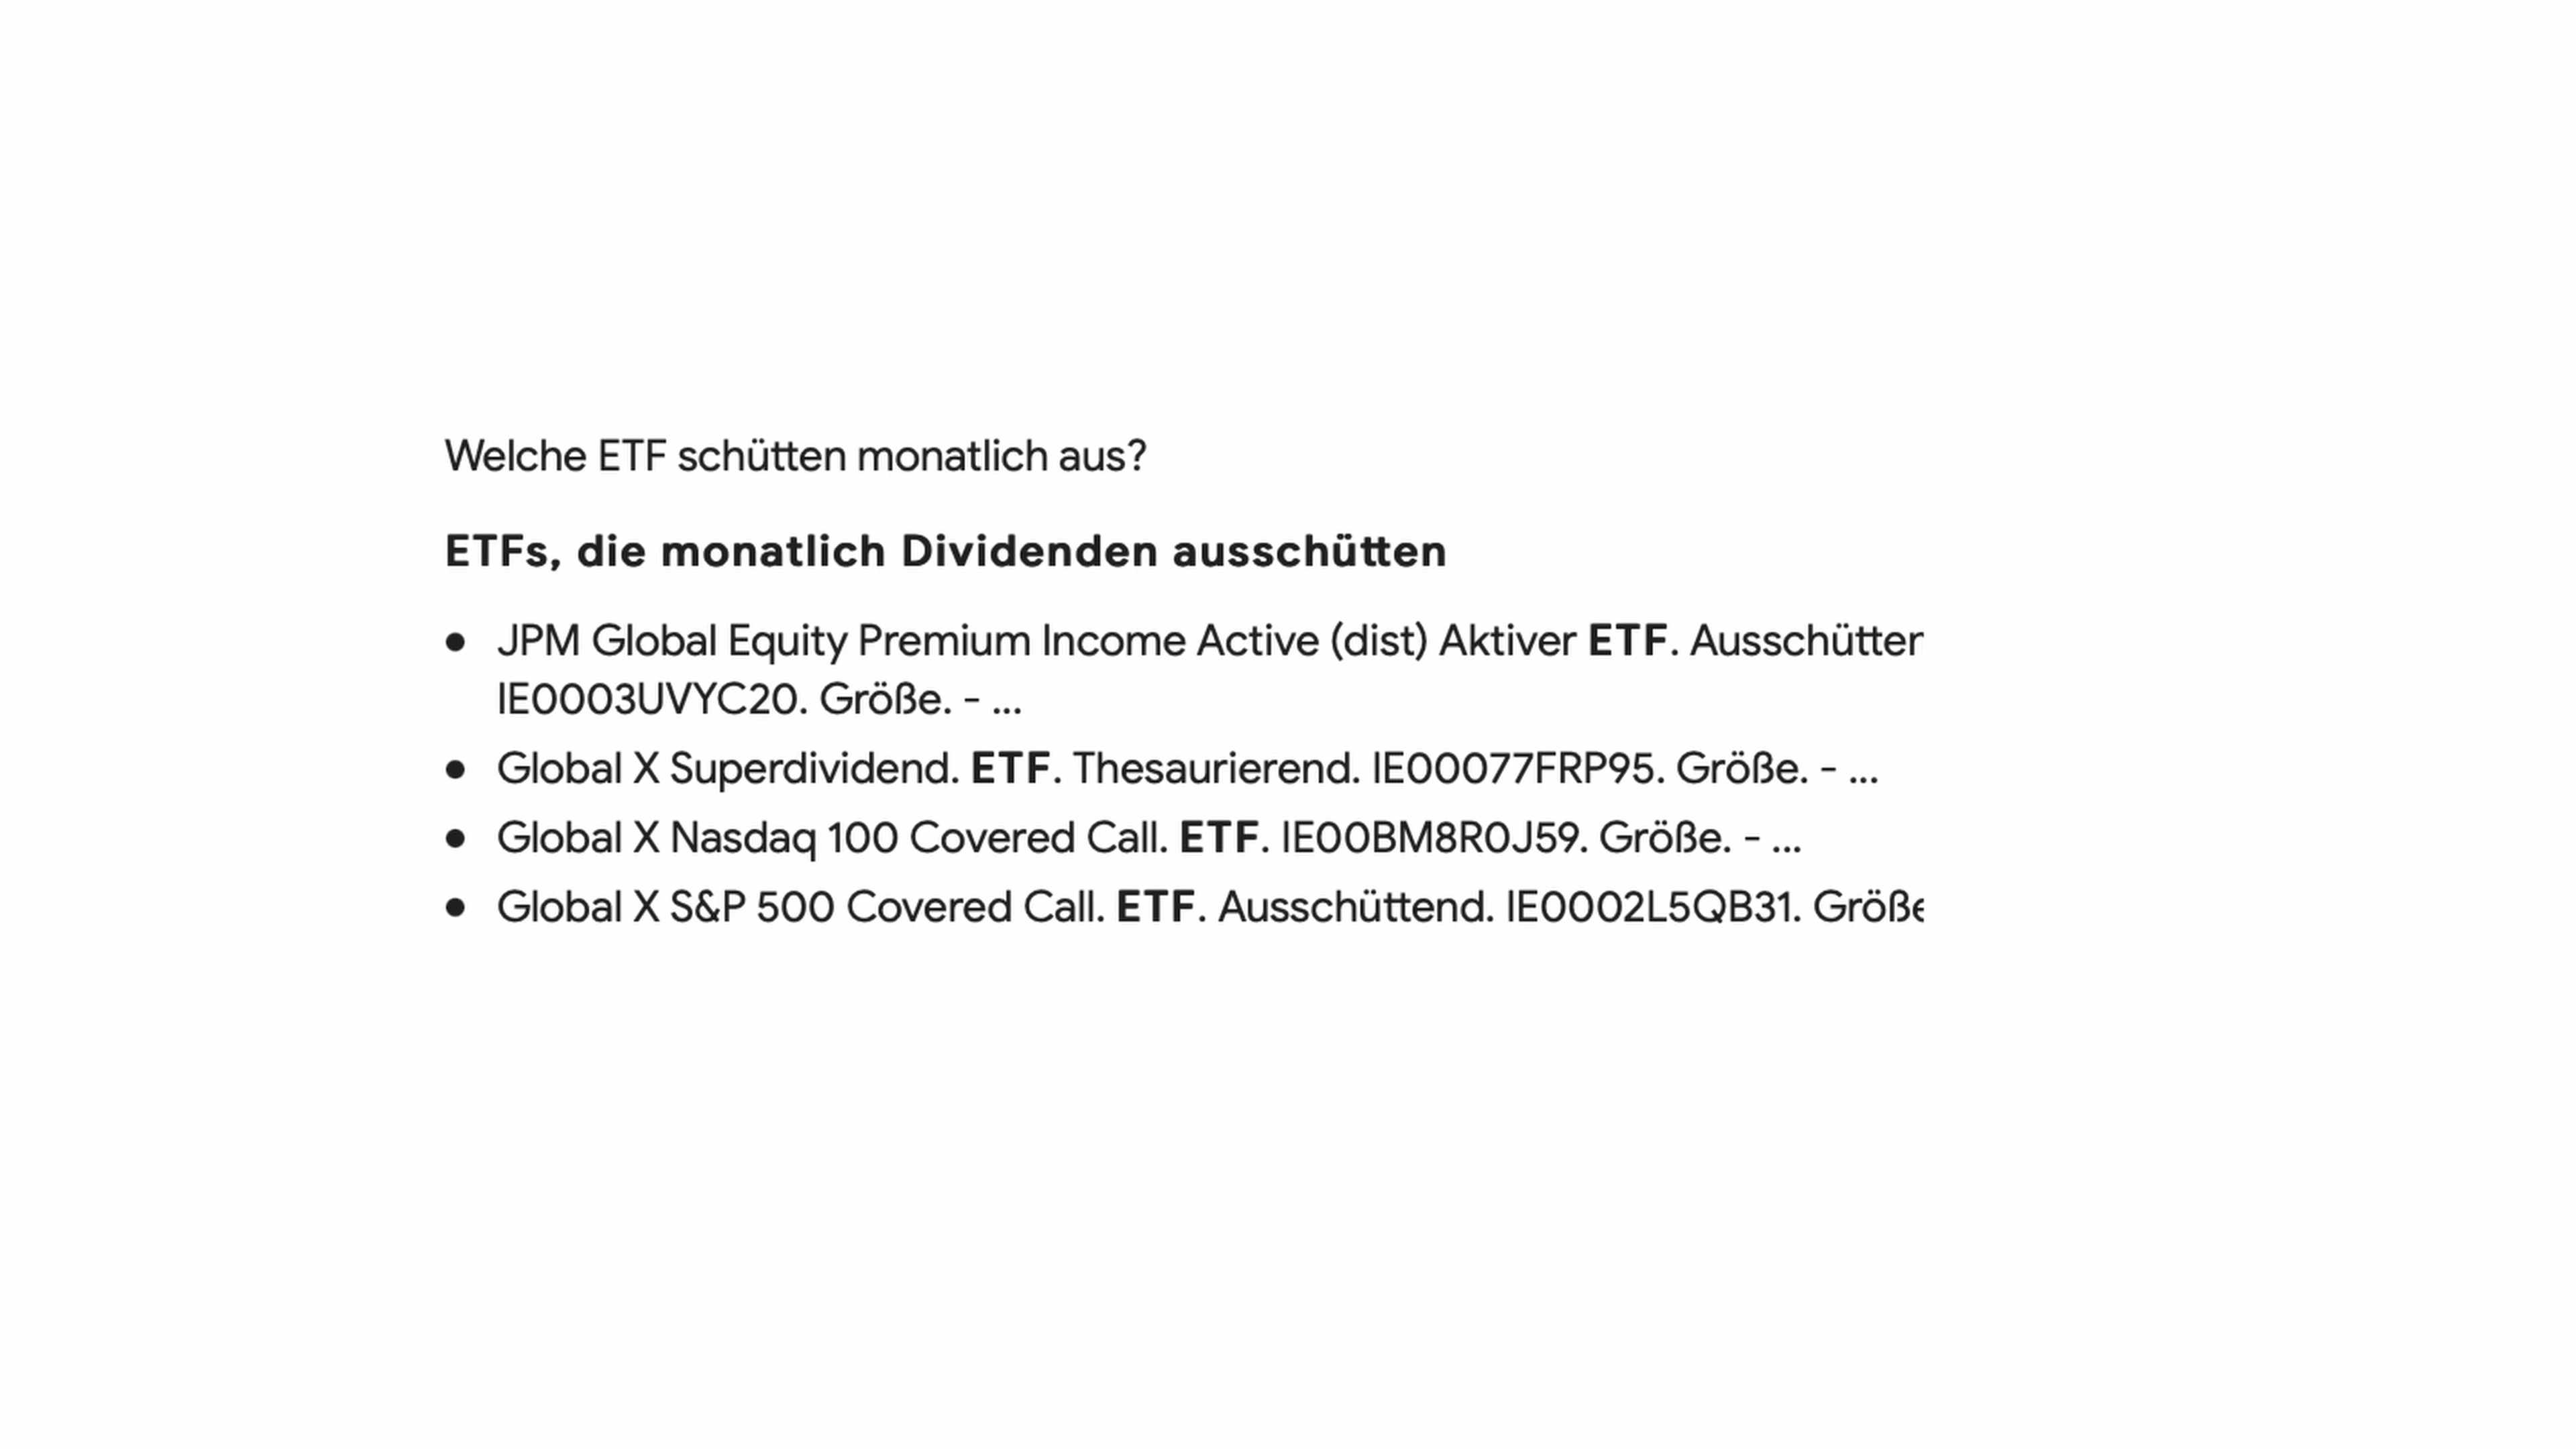 Welche ETF schütten monatlich aus?
ETFs, die monatlich Dividenden ausschütten
• JPM Global Equity Premium Income Active (dist) Aktiver ETF. Ausschütter
IE0003UVYC20. Größe. - ...
• Global X Superdividend. ETF. Thesaurierend. IE00077FRP95. Größe. - ...
• Global X Nasdaq 100 Covered Call. ETF. IE00BM8R0J59. Größe. - ...
• Global X S&P 500 Covered Call. ETF. Ausschüttend. IE0002L5QB31. Größe